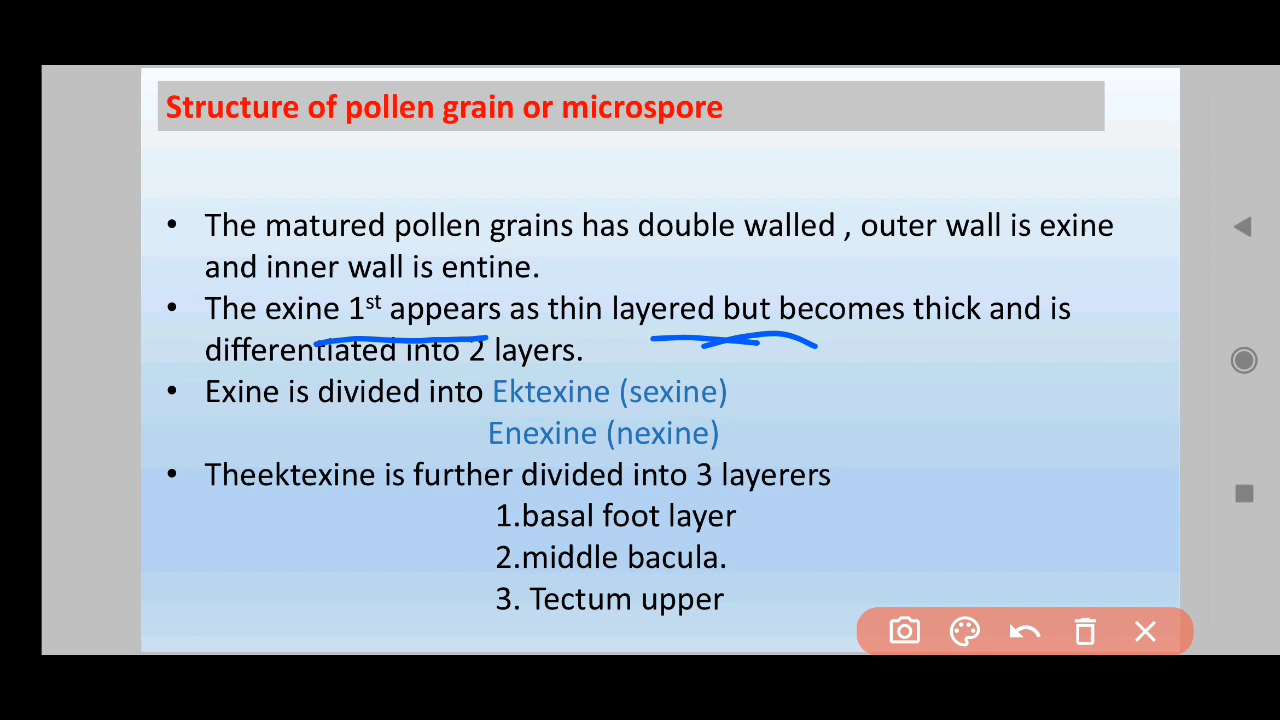 Structure of pollen grain or microspore
• The matured pollen grains has double walled , outer wall is exine
and inner wall is entine.
• The exine 1st appears as thin layered but becomes thick and is
differentiated into 2 layers.
• Exine is divided into Ektexine (sexine)
Enexine (nexine)
• Theektexine is further divided into 3 layerers
1.basal foot layer
2.middle bacula.
3. Tectum upper